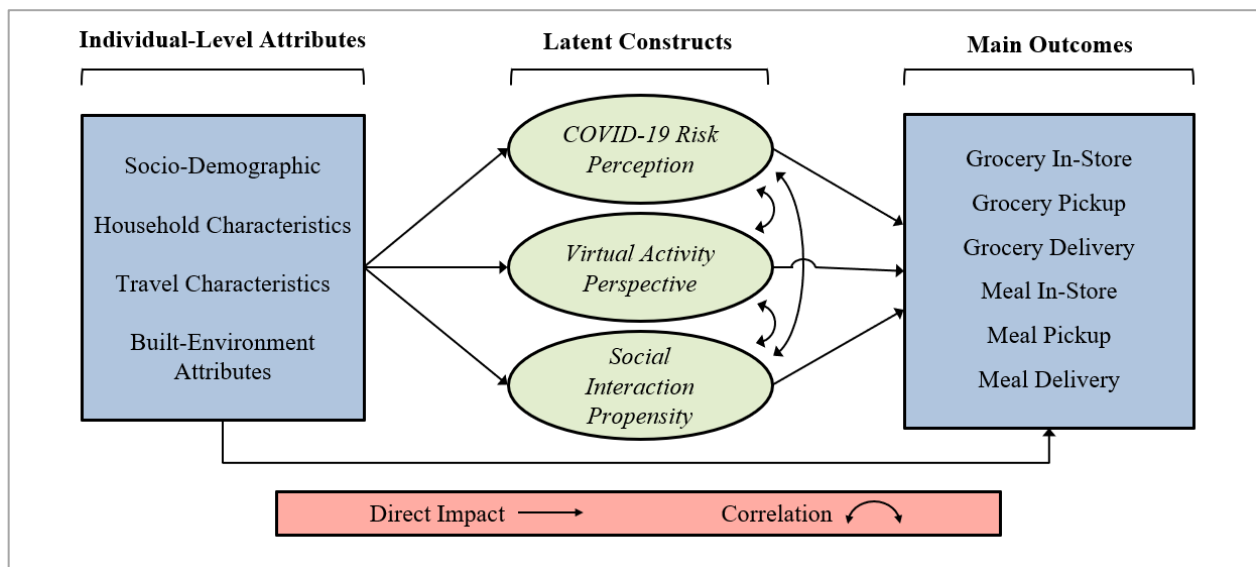 Individual-Level Attributes
Latent Constructs
Main Outcomes
Socio-Demographic
Household Characteristics
Travel Characteristics
Built-Environment
Attributes
COVID-19 Risk
Perception
Virtual Activity
Perspective
Social
Interaction
Propensity
Grocery In-Store
Grocery Pickup
Grocery Delivery
Meal In-Store
Meal Pickup
Meal Delivery
Direct Impact
Correlation